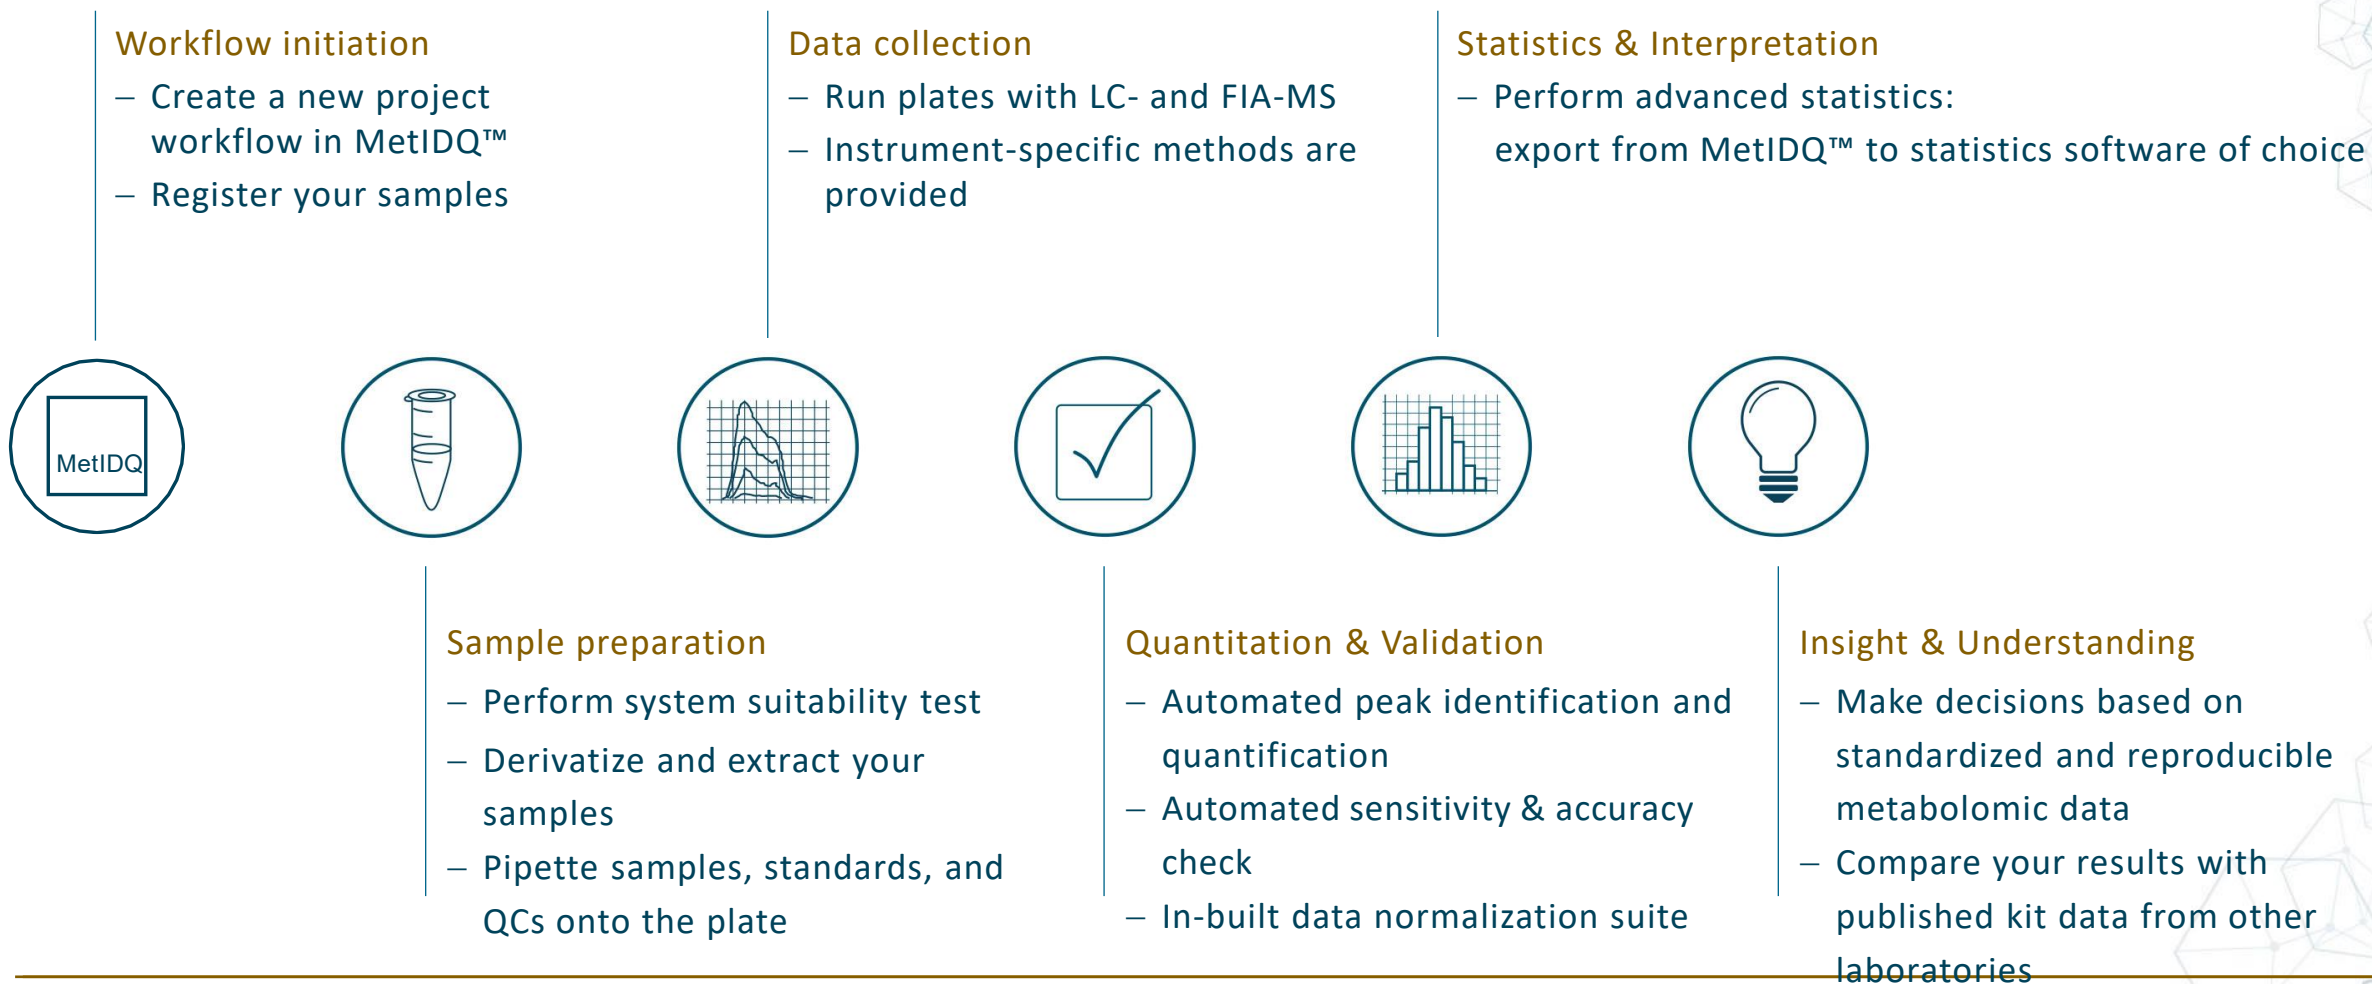 Workflow initiation
– Create a new project
workflow in MetIDQ™
– Register your samples
Data collection
– Run plates with LC- and FIA-MS
– Instrument-specific methods are
provided
Statistics & Interpretation
– Perform advanced statistics:
export from MetIDQ™ to statistics software of choice
MetIDQ
Sample preparation
– Perform system suitability test
– Derivatize and extract your
samples
– Pipette samples, standards, and
QCs onto the plate
Quantitation & Validation
– Automated peak identification and
quantification
– Automated sensitivity & accuracy
check
– In-built data normalization suite
Insight & Understanding
– Make decisions based on
standardized and reproducible
metabolomic data
– Compare your results with
published kit data from other
laboratories